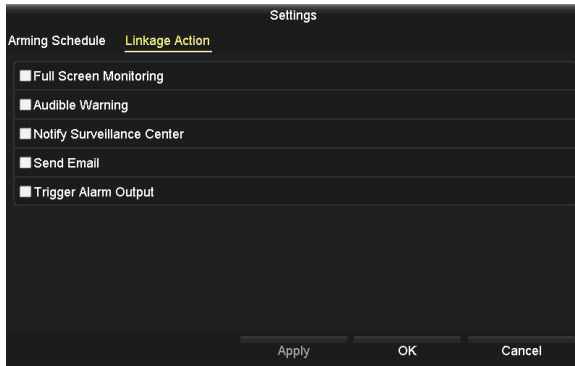 Settings
Arming Schedule Linkage Action
Full Screen Monitoring
Audible Warning
Notify Surveillance Center
Send Email
Trigger Alarm Output
Apply OK Cancel